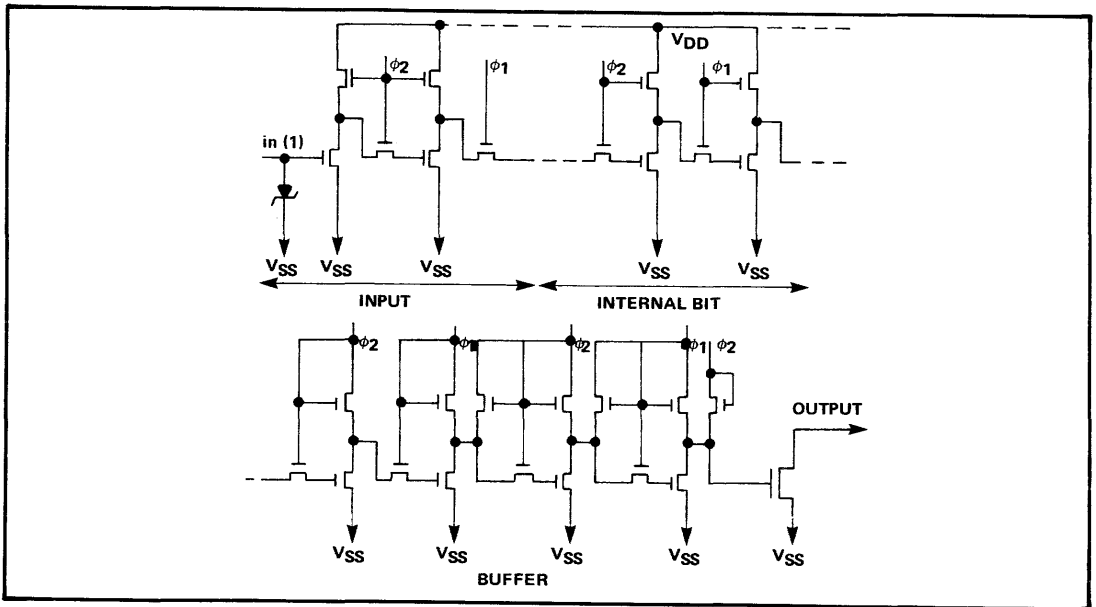 VDD
ϕ2 ϕ1 ϕ2 ϕ1
in (1)
VSS VSS VSS VSS VSS
INPUT INTERNAL BIT
ϕ2 ϕ1 ϕ2 ϕ1 ϕ2
OUTPUT
VSS VSS VSS VSS VSS
BUFFER